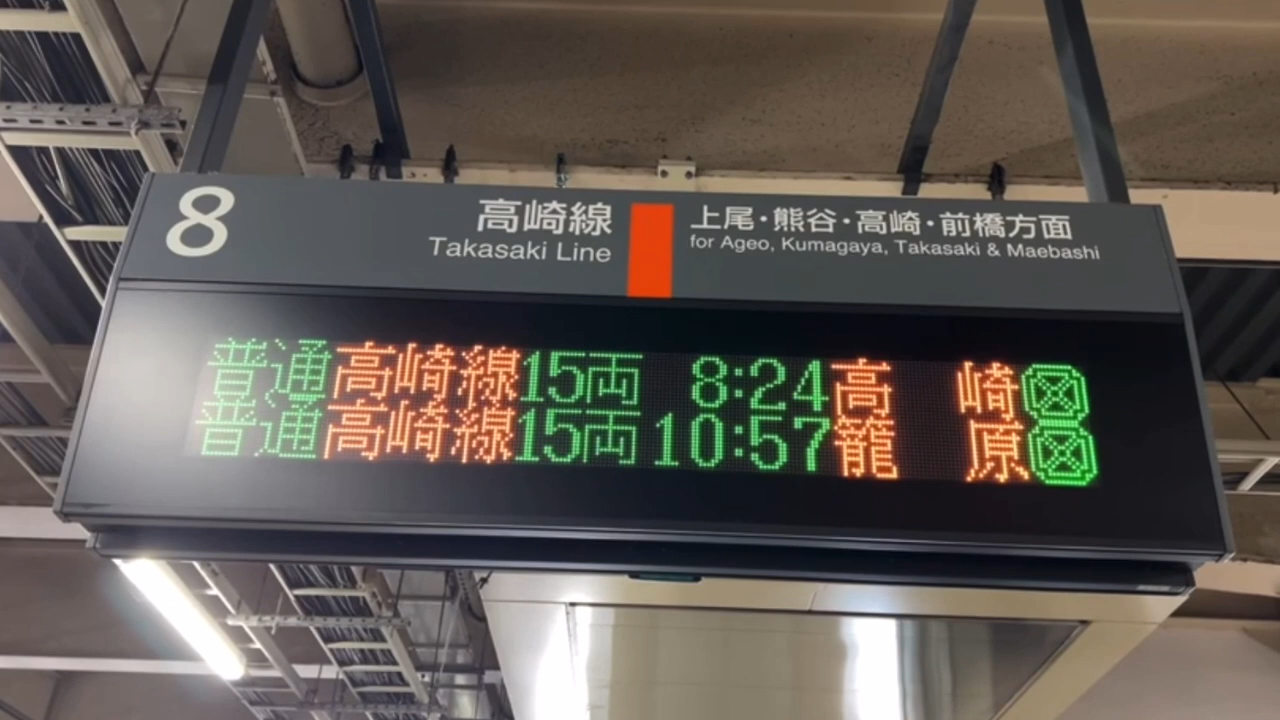 8
高崎線
Takasaki Line
上尾・熊谷・高崎・前橋方面
for Ageo, Kumagaya, Takasaki & Maebashi
普通 高崎線 15両 8:24 高 崎
普通 高崎線 15両 10:57 籠 原